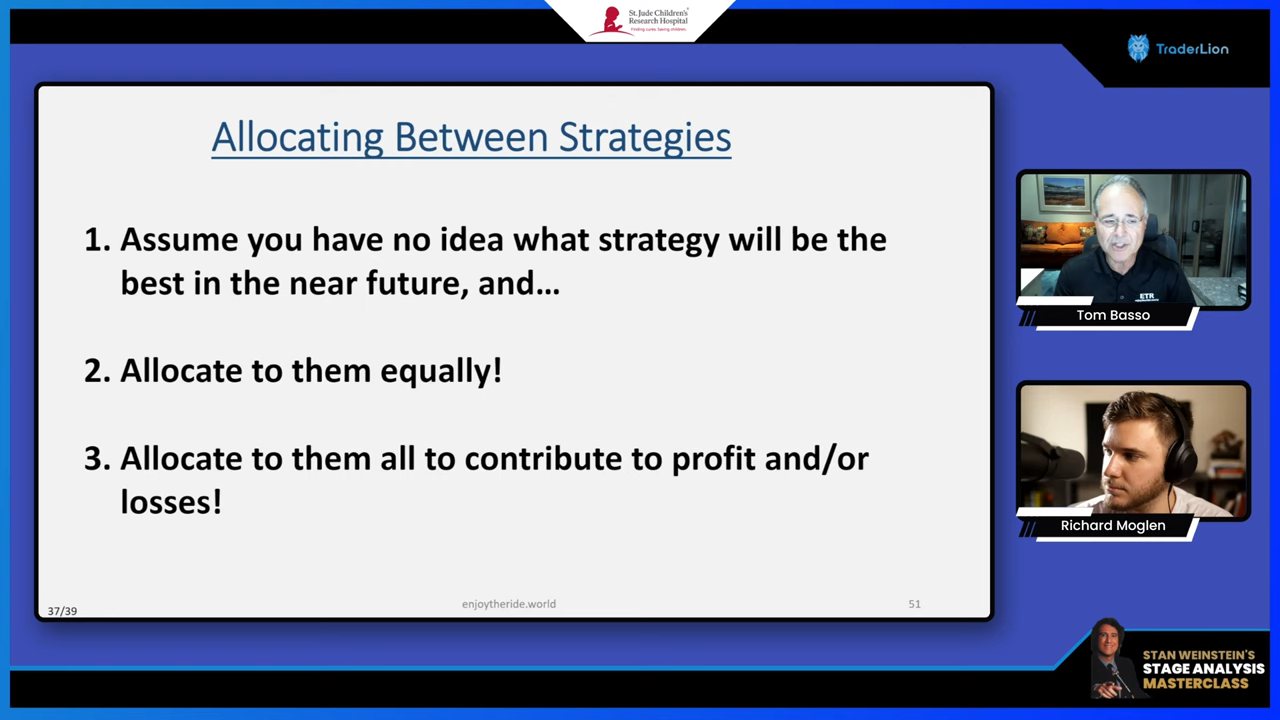 St. Jude Children's
Research Hospital
Finding cures. Saving children.
TraderLion
Allocating Between Strategies
1. Assume you have no idea what strategy will be the
best in the near future, and…
2. Allocate to them equally!
3. Allocate to them all to contribute to profit and/or
losses!
37/39
enjoytheride.world
51
ETR
Tom Basso
Richard Moglen
STAN WEINSTEIN'S
STAGE ANALYSIS
MASTERCLASS